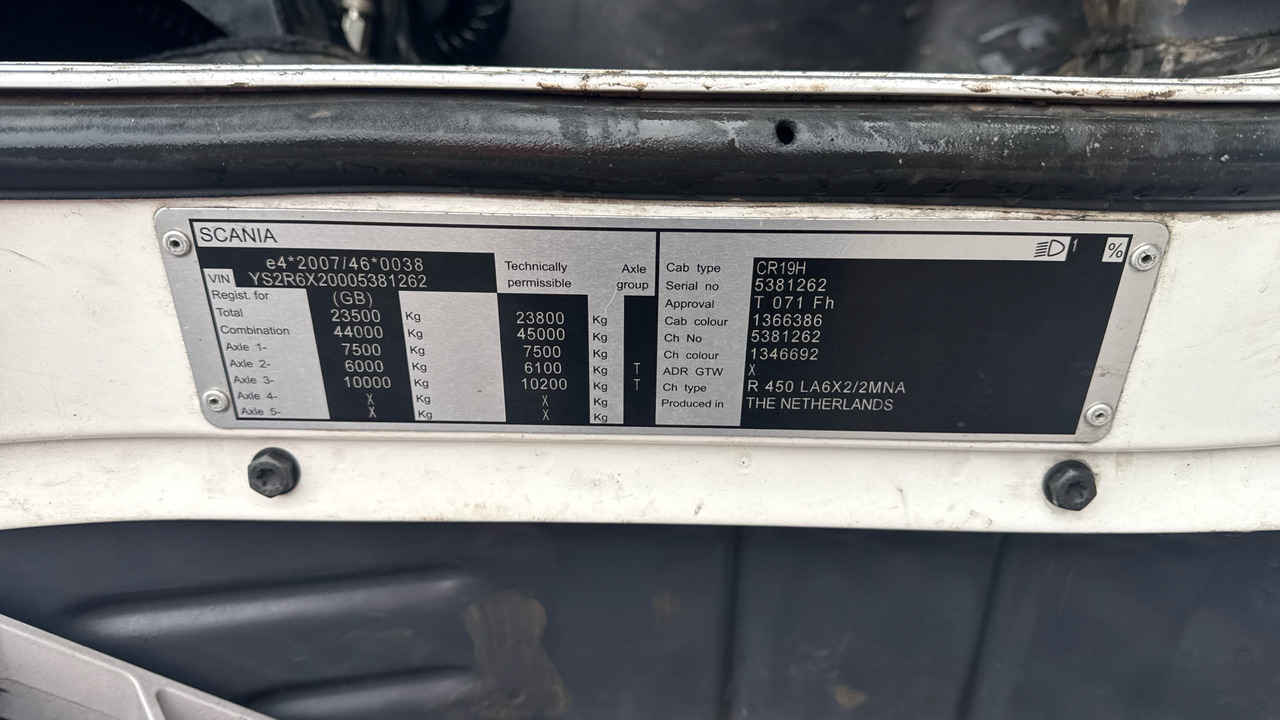 SCANIA
e4*2007/46*0038
VIN YS2R6X20005381262
Technically permissible
Axle group
Regist. for (GB)
Total 23500 Kg 23800 Kg
Combination 44000 Kg 45000 Kg
Axle 1- 7500 Kg 7500 Kg
Axle 2- 6000 Kg 6100 Kg T
Axle 3- 10000 Kg 10200 Kg T
Axle 4- X Kg X Kg
Axle 5- X Kg X Kg
1 %
Cab type CR19H
Serial no 5381262
Approval T 071 Fh
Cab colour 1366386
Ch No 5381262
Ch colour 1346692
ADR GTW X
Ch type R 450 LA6X2/2MNA
Produced in THE NETHERLANDS